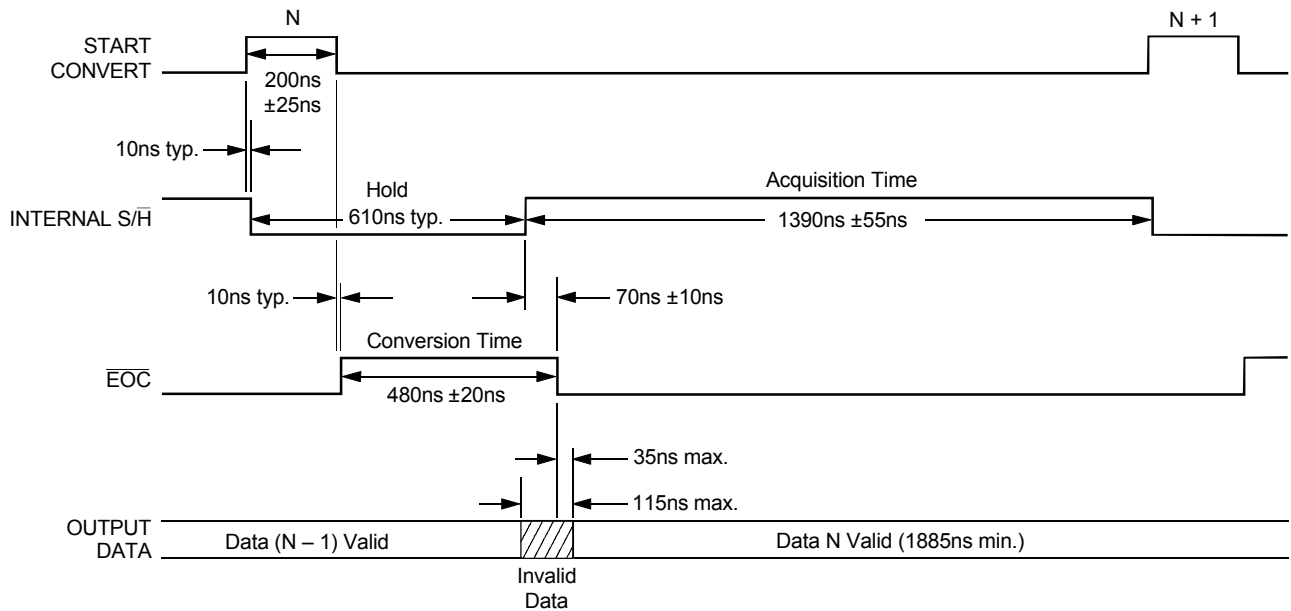 N
N + 1
START
CONVERT
200ns
±25ns
10ns typ.
Hold
Acquisition Time
INTERNAL S/H̅
610ns typ.
1390ns ±55ns
10ns typ.
70ns ±10ns
Conversion Time
E̅O̅C̅
480ns ±20ns
35ns max.
115ns max.
OUTPUT
DATA
Data (N – 1) Valid
Data N Valid (1885ns min.)
Invalid
Data